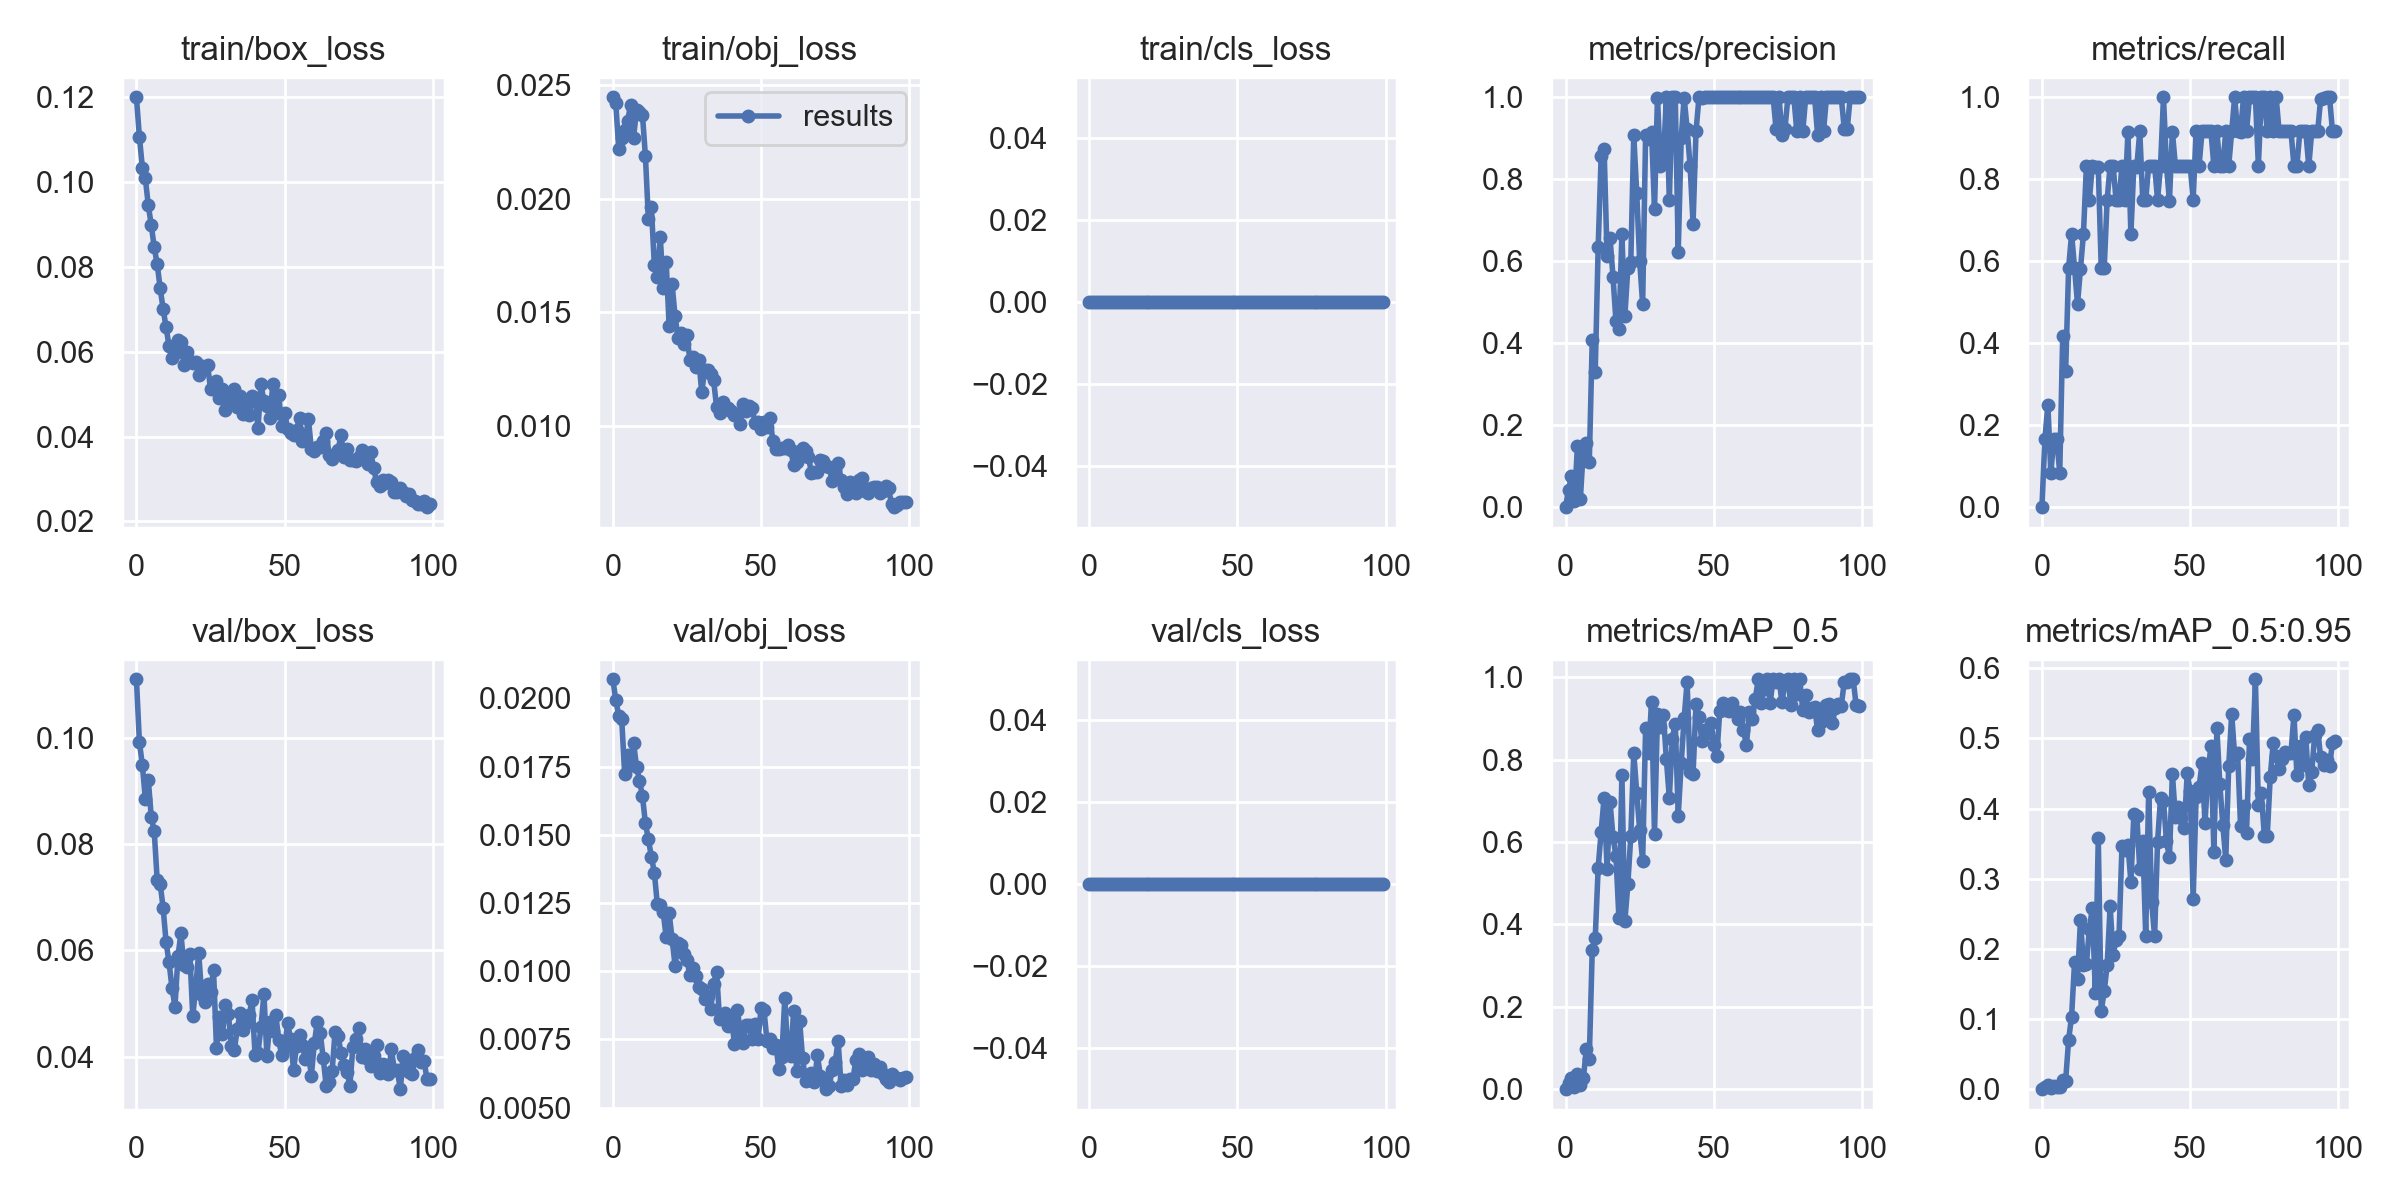 train/box_loss
0.12
0.10
0.08
0.06
0.04
0.02
0 50 100
train/obj_loss
results
0.025
0.020
0.015
0.010
0 50 100
train/cls_loss
0.04
0.02
0.00
−0.02
−0.04
0 50 100
metrics/precision
1.0
0.8
0.6
0.4
0.2
0.0
0 50 100
metrics/recall
1.0
0.8
0.6
0.4
0.2
0.0
0 50 100
val/box_loss
0.10
0.08
0.06
0.04
0 50 100
val/obj_loss
0.0200
0.0175
0.0150
0.0125
0.0100
0.0075
0.0050
0 50 100
val/cls_loss
0.04
0.02
0.00
−0.02
−0.04
0 50 100
metrics/mAP_0.5
1.0
0.8
0.6
0.4
0.2
0.0
0 50 100
metrics/mAP_0.5:0.95
0.6
0.5
0.4
0.3
0.2
0.1
0.0
0 50 100